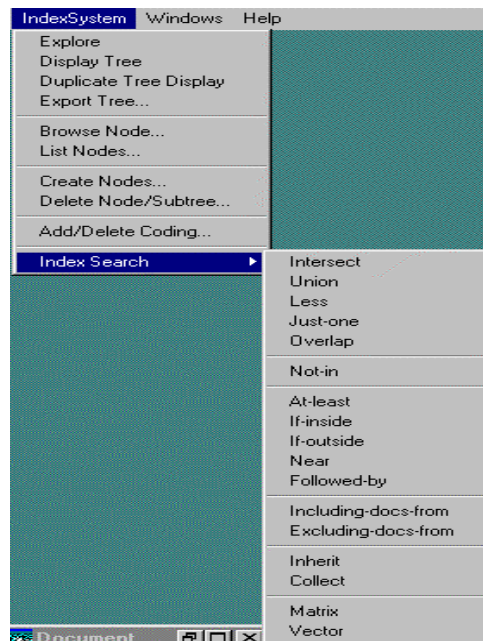 IndexSystem Windows Help
Explore
Display Tree
Duplicate Tree Display
Export Tree...
Browse Node...
List Nodes...
Create Nodes...
Delete Node/Subtree...
Add/Delete Coding...
Index Search
Intersect
Union
Less
Just-one
Overlap
Not-in
At-least
If-inside
If-outside
Near
Followed-by
Including-docs-from
Excluding-docs-from
Inherit
Collect
Matrix
Vector
Document